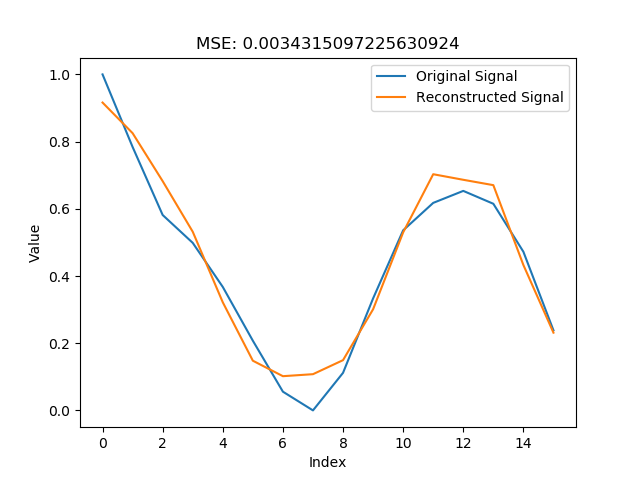 MSE: 0.0034315097225630924
Original Signal
Reconstructed Signal
1.0
0.8
0.6
0.4
0.2
0.0
Value
0 2 4 6 8 10 12 14
Index